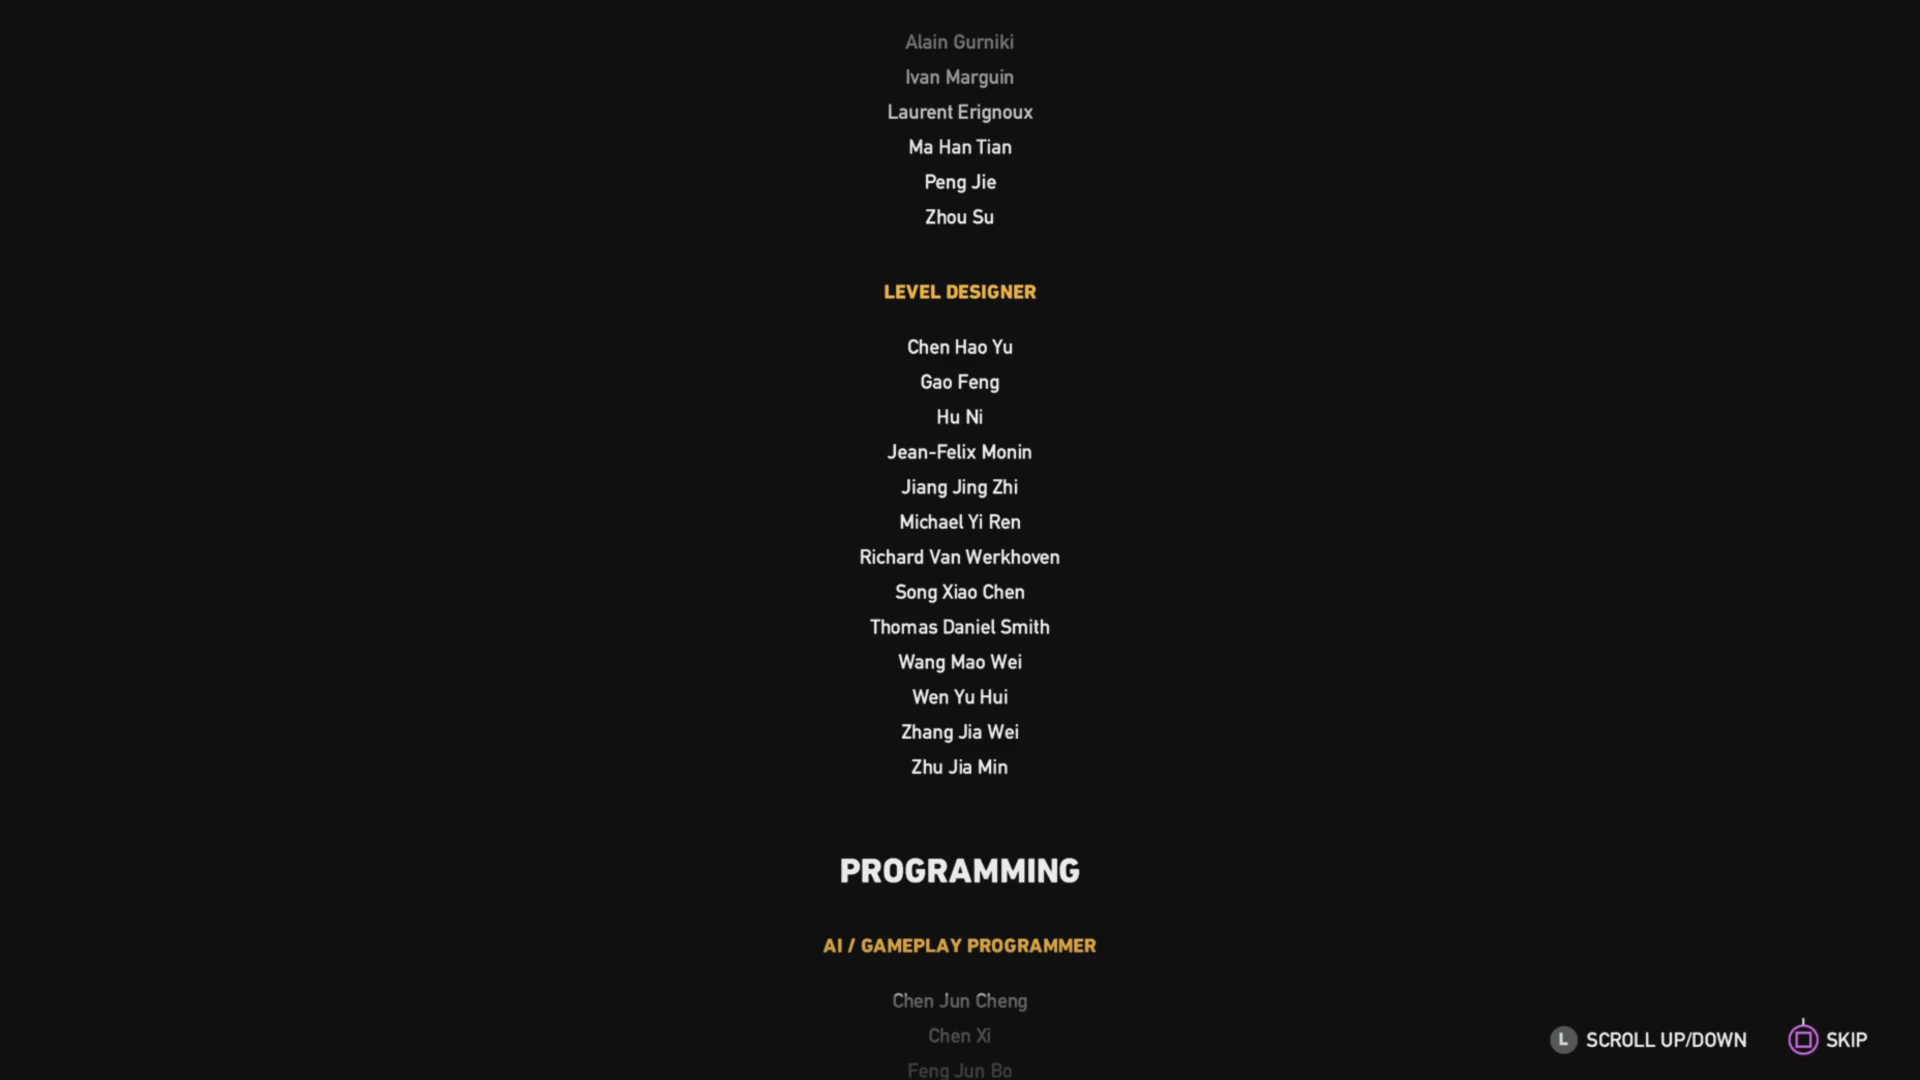 Alain Gurniki
Ivan Marguin
Laurent Erignoux
Ma Han Tian
Peng Jie
Zhou Su
LEVEL DESIGNER
Chen Hao Yu
Gao Feng
Hu Ni
Jean-Felix Monin
Jiang Jing Zhi
Michael Yi Ren
Richard Van Werkhoven
Song Xiao Chen
Thomas Daniel Smith
Wang Mao Wei
Wen Yu Hui
Zhang Jia Wei
Zhu Jia Min
PROGRAMMING
AI / GAMEPLAY PROGRAMMER
Chen Jun Cheng
Chen Xi
Feng Jun Bo
L SCROLL UP/DOWN SKIP